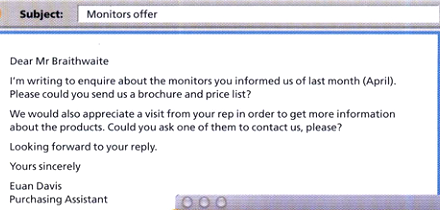 Subject: Monitors offer
Dear Mr Braithwaite
I'm writing to enquire about the monitors you informed us of last month (April).
Please could you send us a brochure and price list?
We would also appreciate a visit from your rep in order to get more information
about the products. Could you ask one of them to contact us, please?
Looking forward to your reply.
Yours sincerely
Euan Davis
Purchasing Assistant